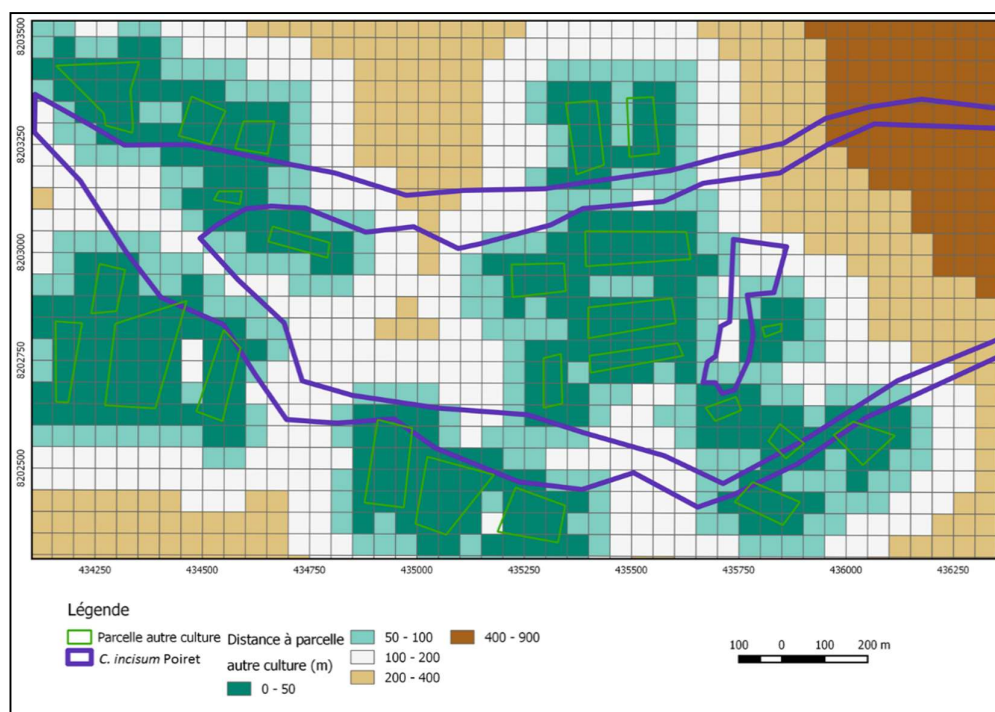 8203500
8203250
8203000
8202750
8202500
434250 434500 434750 435000 435250 435500 435750 436000 436250
Légende
Parcelle autre culture
C. incisum Poiret
Distance à parcelle
autre culture (m)
0 - 50
50 - 100
100 - 200
200 - 400
400 - 900
100 0 100 200 m